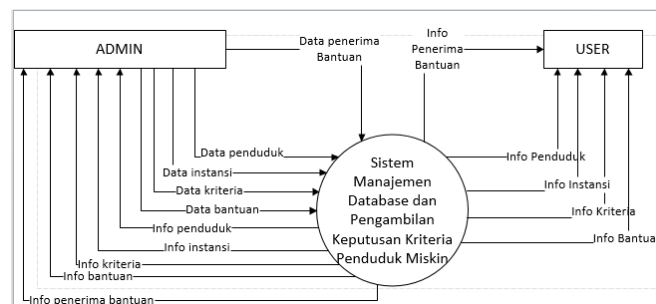 ADMIN
Data penerima
Bantuan
Info
Penerima
Bantuan
USER
Data penduduk
Data instansi
Data kriteria
Data bantuan
Info penduduk
Info instansi
Info kriteria
Info bantuan
Info penerima bantuan
Sistem
Manajemen
Database dan
Pengambilan
Keputusan Kriteria
Penduduk Miskin
Info Penduduk
Info Instansi
Info Kriteria
Info Bantua